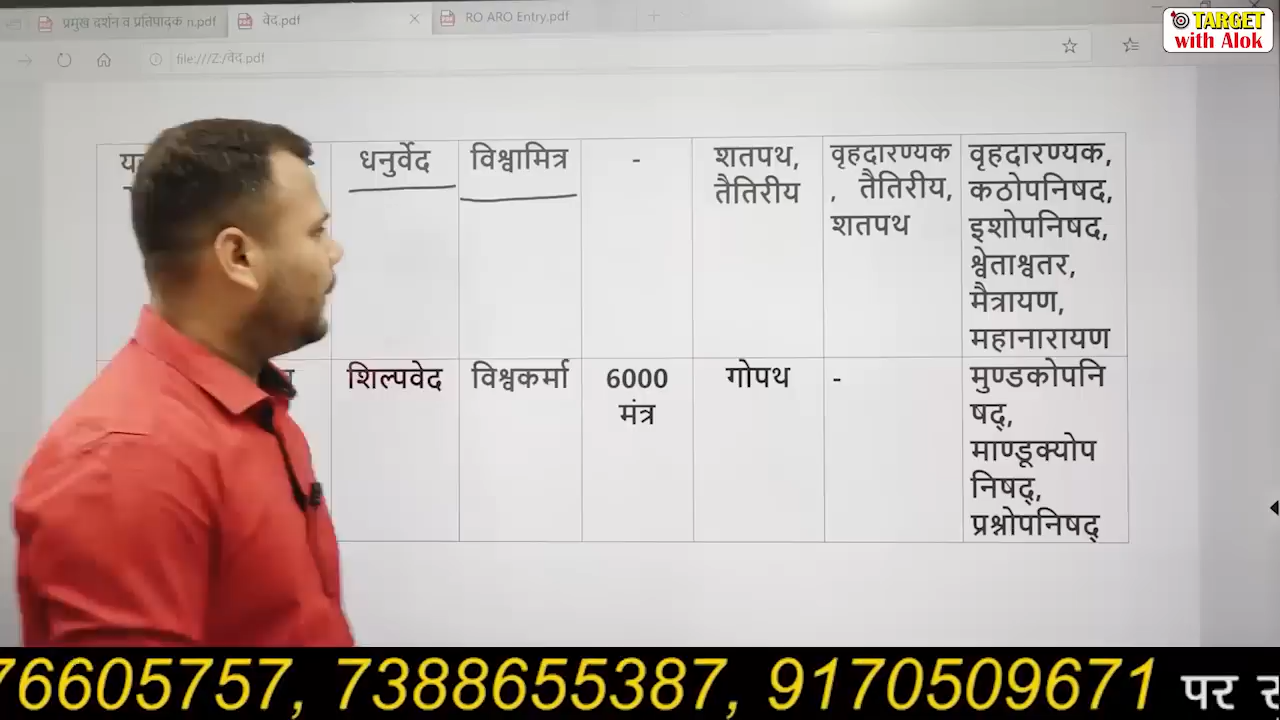 प्रमुख दर्शन व प्रतिपादक n.pdf
वेद.pdf
RO ARO Entry.pdf
TARGET
with Alok
file:///Z:/वेद.pdf
धनुर्वेद
विश्वामित्र
-
शतपथ,
तैतिरीय
वृहदारण्यक
, तैतिरीय,
शतपथ
वृहदारण्यक,
कठोपनिषद,
इशोपनिषद,
श्वेताश्वतर,
मैत्रायण,
महानारायण
शिल्पवेद
विश्वकर्मा
6000
मंत्र
गोपथ
-
मुण्डकोपनि
षद्,
माण्डूक्योप
निषद्,
प्रश्नोपनिषद्
76605757, 7388655387, 9170509671 पर